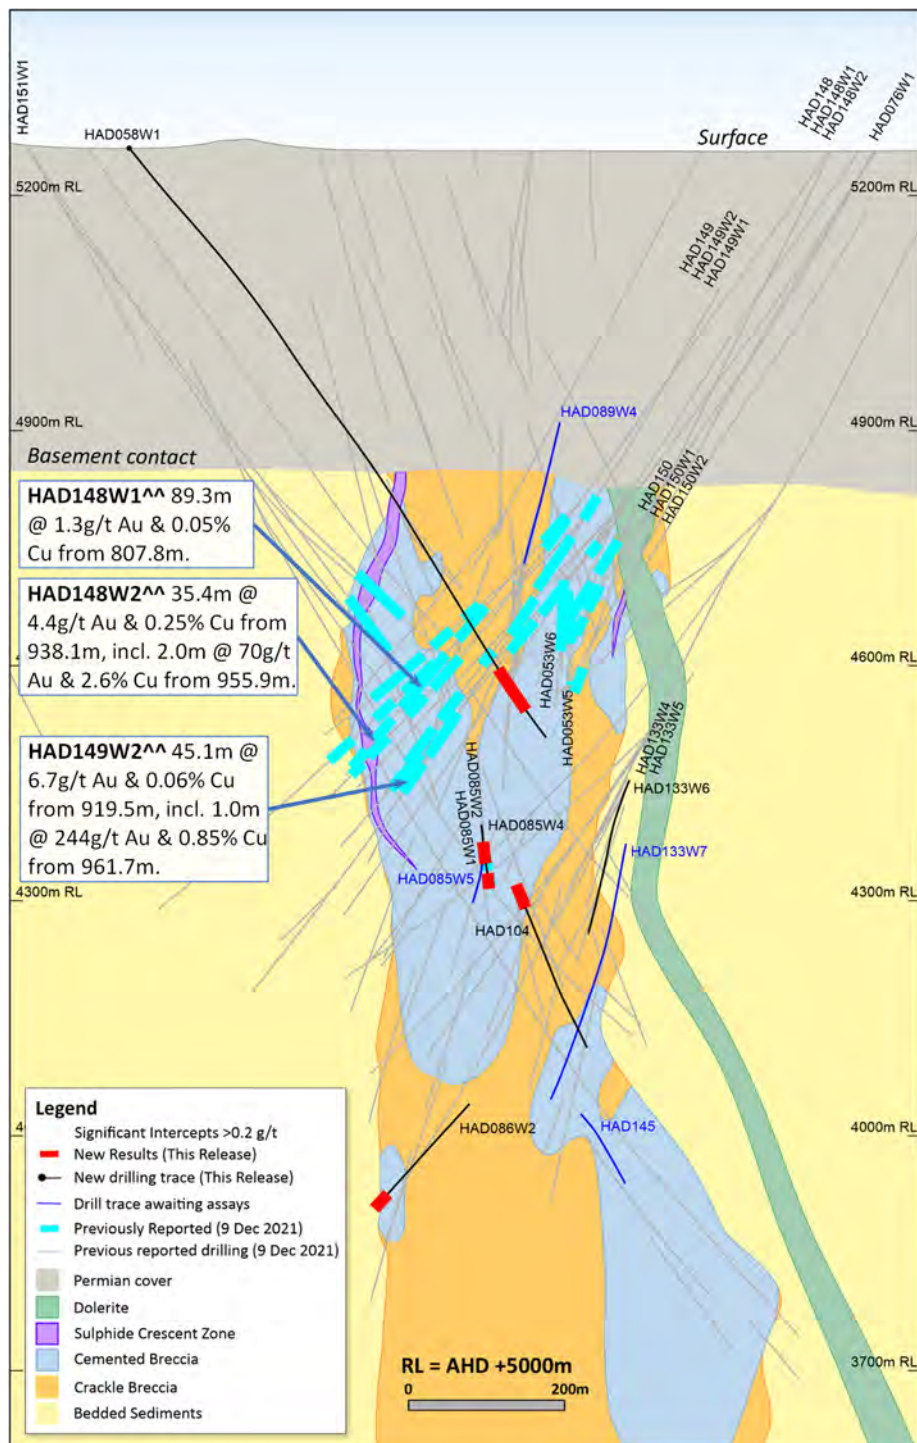 HAD151W1
HAD148
HAD148W1
HAD148W2
HAD076W1
HAD058W1
Surface
5200m RL
5200m RL
HAD149
HAD149W2
HAD149W1
4900m RL
4900m RL
HAD089W4
Basement contact
HAD150
HAD150W1
HAD150W2
HAD148W1^^ 89.3m
@ 1.3g/t Au & 0.05%
Cu from 807.8m.
HAD148W2^^ 35.4m @
4.4g/t Au & 0.25% Cu from
938.1m, incl. 2.0m @ 70g/t
Au & 2.6% Cu from 955.9m.
4600m RL
HAD053W6
HAD053W5
HAD133W4
HAD133W5
HAD133W6
HAD149W2^^ 45.1m @
6.7g/t Au & 0.06% Cu
from 919.5m, incl. 1.0m
@ 244g/t Au & 0.85% Cu
from 961.7m.
HAD085W2
HAD085W1
HAD085W4
HAD133W7
HAD085W5
4300m RL
4300m RL
HAD104
HAD086W2
HAD145
4000m RL
Legend
Significant Intercepts >0.2 g/t
New Results (This Release)
New drilling trace (This Release)
Drill trace awaiting assays
Previously Reported (9 Dec 2021)
Previous reported drilling (9 Dec 2021)
Permian cover
Dolerite
Sulphide Crescent Zone
Cemented Breccia
Crackle Breccia
Bedded Sediments
RL = AHD +5000m
0 200m
3700m RL